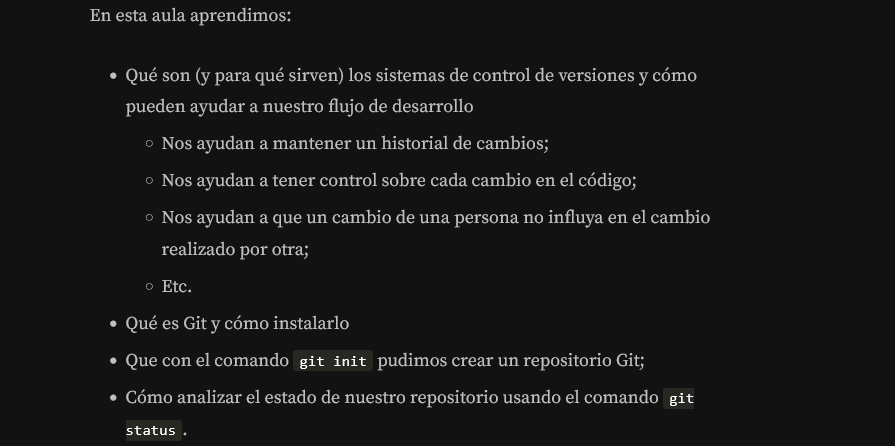 En esta aula aprendimos:
• Qué son (y para qué sirven) los sistemas de control de versiones y cómo
pueden ayudar a nuestro flujo de desarrollo
○ Nos ayudan a mantener un historial de cambios;
○ Nos ayudan a tener control sobre cada cambio en el código;
○ Nos ayudan a que un cambio de una persona no influya en el cambio
realizado por otra;
○ Etc.
• Qué es Git y cómo instalarlo
• Que con el comando git init pudimos crear un repositorio Git;
• Cómo analizar el estado de nuestro repositorio usando el comando git
status.